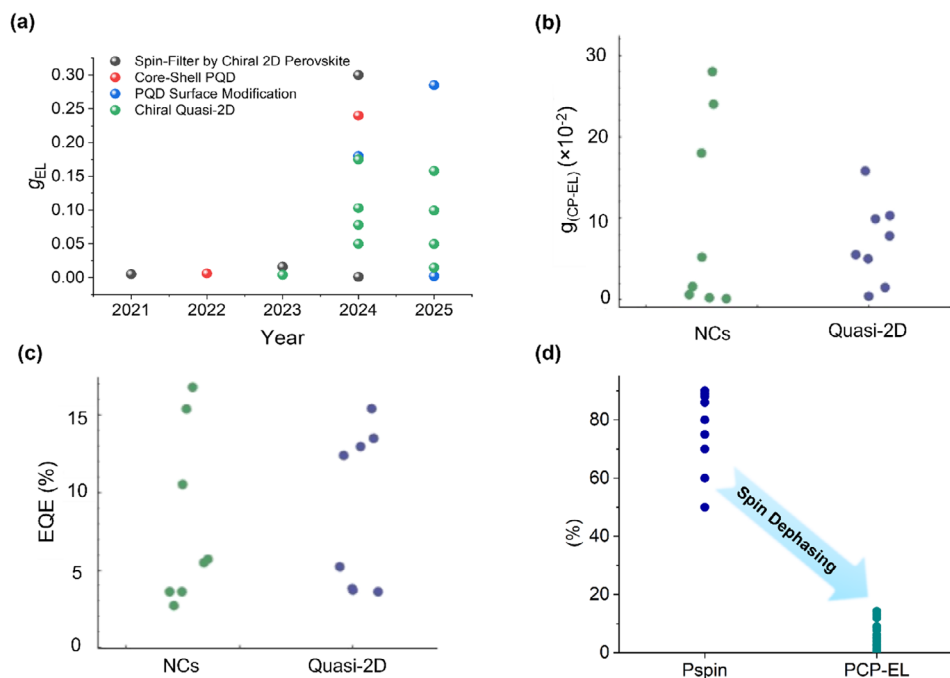 (a)
Spin-Filter by Chiral 2D Perovskite
Core-Shell PQD
PQD Surface Modification
Chiral Quasi-2D
0.30
0.25
0.20
0.15
0.10
0.05
0.00
gEL
2021 2022 2023 2024 2025
Year
(b)
30
20
10
0
g(CP-EL) (×10-2)
NCs Quasi-2D
(c)
15
10
5
0
EQE (%)
NCs Quasi-2D
(d)
80
60
40
20
0
(%)
Spin Dephasing
Pspin PCP-EL